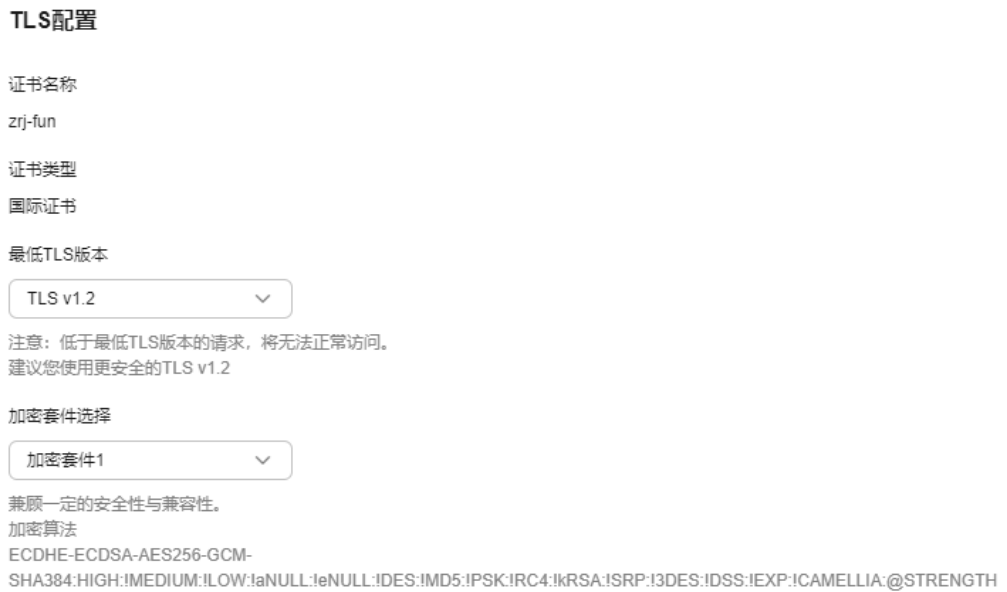 TLS配置
证书名称
zrj-fun
证书类型
国际证书
最低TLS版本
TLS v1.2
注意：低于最低TLS版本的请求，将无法正常访问。
建议您使用更安全的TLS v1.2
加密套件选择
加密套件1
兼顾一定的安全性与兼容性。
加密算法
ECDHE-ECDSA-AES256-GCM-
SHA384:HIGH:!MEDIUM:!LOW:!aNULL:!eNULL:!DES:!MD5:!PSK:!RC4:!kRSA:!SRP:!3DES:!DSS:!EXP:!CAMELLIA:@STRENGTH